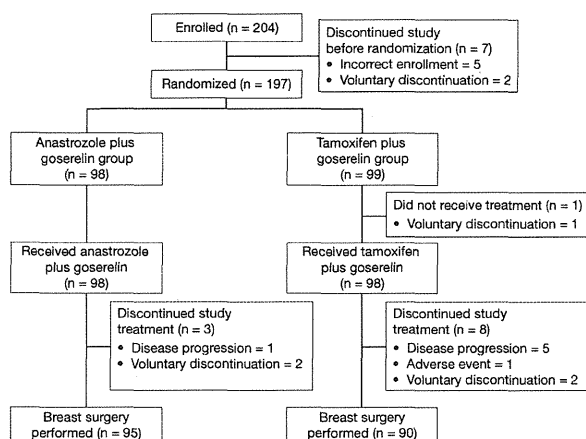 Enrolled (n = 204)
Discontinued study
before randomization (n = 7)
• Incorrect enrollment = 5
• Voluntary discontinuation = 2
Randomized (n = 197)
Anastrozole plus
goserelin group
(n = 98)
Tamoxifen plus
goserelin group
(n = 99)
Did not receive treatment (n = 1)
• Voluntary discontinuation = 1
Received anastrozole
plus goserelin
(n = 98)
Received tamoxifen
plus goserelin
(n = 98)
Discontinued study
treatment (n = 3)
• Disease progression = 1
• Voluntary discontinuation = 2
Discontinued study
treatment (n = 8)
• Disease progression = 5
• Adverse event = 1
• Voluntary discontinuation = 2
Breast surgery
performed (n = 95)
Breast surgery
performed (n = 90)